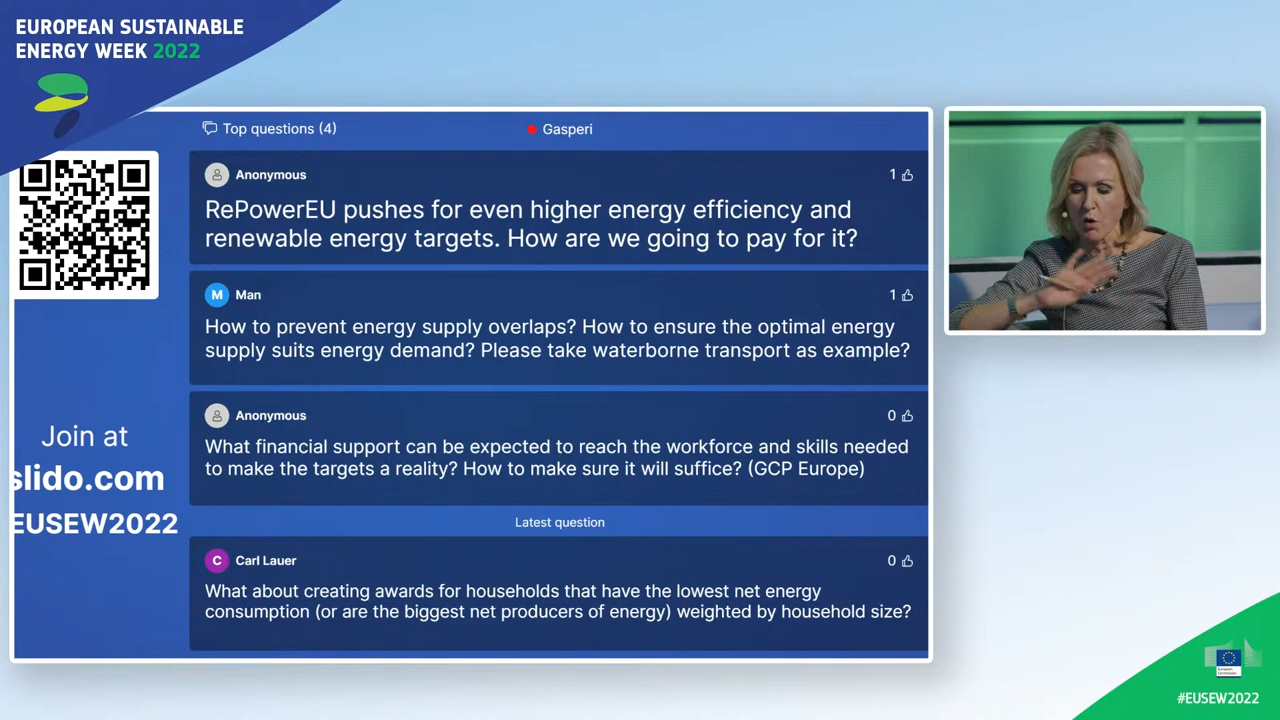 EUROPEAN SUSTAINABLE
ENERGY WEEK 2022
Top questions (4)
Gasperi
Anonymous
1
RePowerEU pushes for even higher energy efficiency and
renewable energy targets. How are we going to pay for it?
M Man
1
How to prevent energy supply overlaps? How to ensure the optimal energy
supply suits energy demand? Please take waterborne transport as example?
Anonymous
0
What financial support can be expected to reach the workforce and skills needed
to make the targets a reality? How to make sure it will suffice? (GCP Europe)
Latest question
C Carl Lauer
0
What about creating awards for households that have the lowest net energy
consumption (or are the biggest net producers of energy) weighted by household size?
Join at
slido.com
EUSEW2022
European
Commission
#EUSEW2022